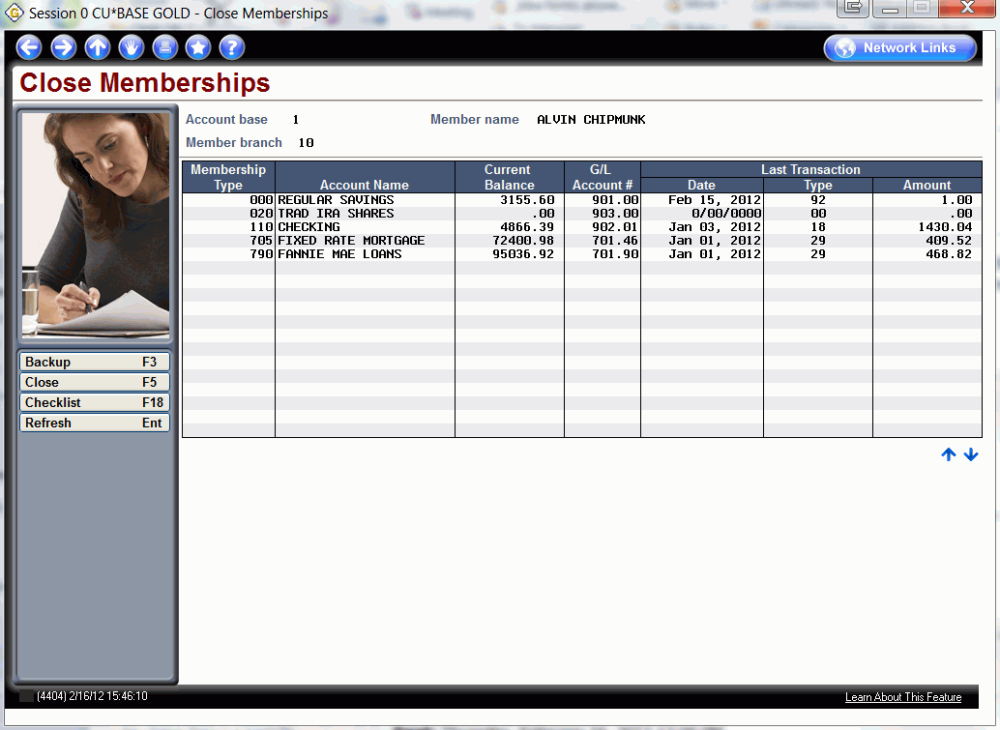 Session 0 CU*BASE GOLD - Close Memberships
Network Links
Close Memberships
Account base 1 Member name ALVIN CHIPMUNK
Member branch 10
Membership Type Account Name Current Balance G/L Account # Last Transaction Date Type Amount
000 REGULAR SAVINGS 3155.60 901.00 Feb 15, 2012 92 1.00
020 TRAD IRA SHARES .00 903.00 0/00/0000 00 .00
110 CHECKING 4866.39 902.01 Jan 03, 2012 18 1430.04
705 FIXED RATE MORTGAGE 72400.98 701.46 Jan 01, 2012 29 409.52
790 FANNIE MAE LOANS 95036.92 701.90 Jan 01, 2012 29 468.82
Backup F3
Close F5
Checklist F18
Refresh Ent
(4404) 2/16/12 15:46:10
Learn About This Feature